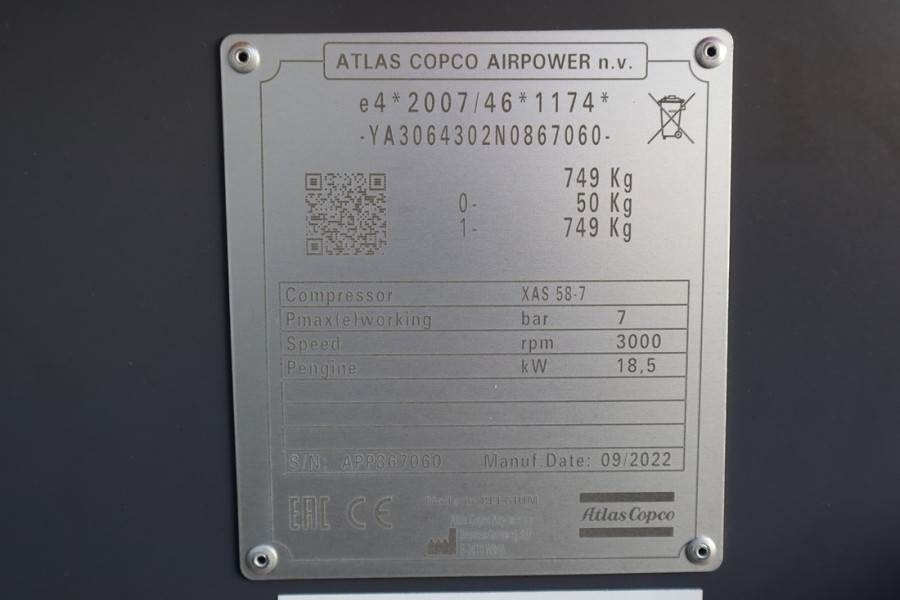 ATLAS COPCO AIRPOWER n.v.
e4*2007/46*1174*
-YA3064302N0867060-
749 Kg
0- 50 Kg
1- 749 Kg
Compressor XAS 58-7
Pmax(e)working bar 7
Speed rpm 3000
Pengine kW 18,5
S/N: APP867060 Manuf.Date: 09/2022
EAC CE BELGIUM
Atlas Copco